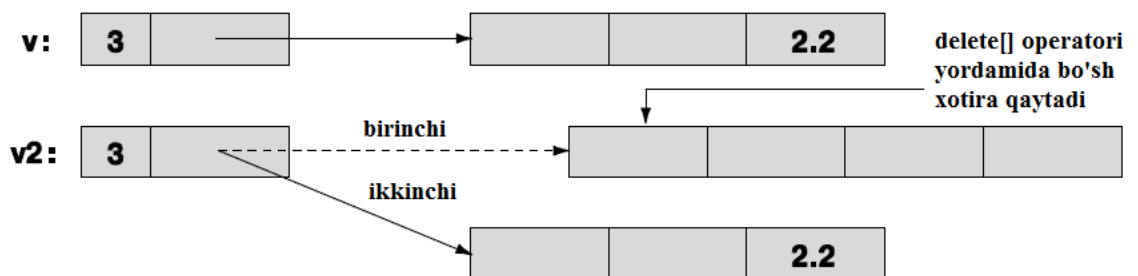 v: 3 2.2
delete[] operatori
yordamida bo'sh
xotira qaytadi
v2: 3 birinchi
ikkinchi
2.2